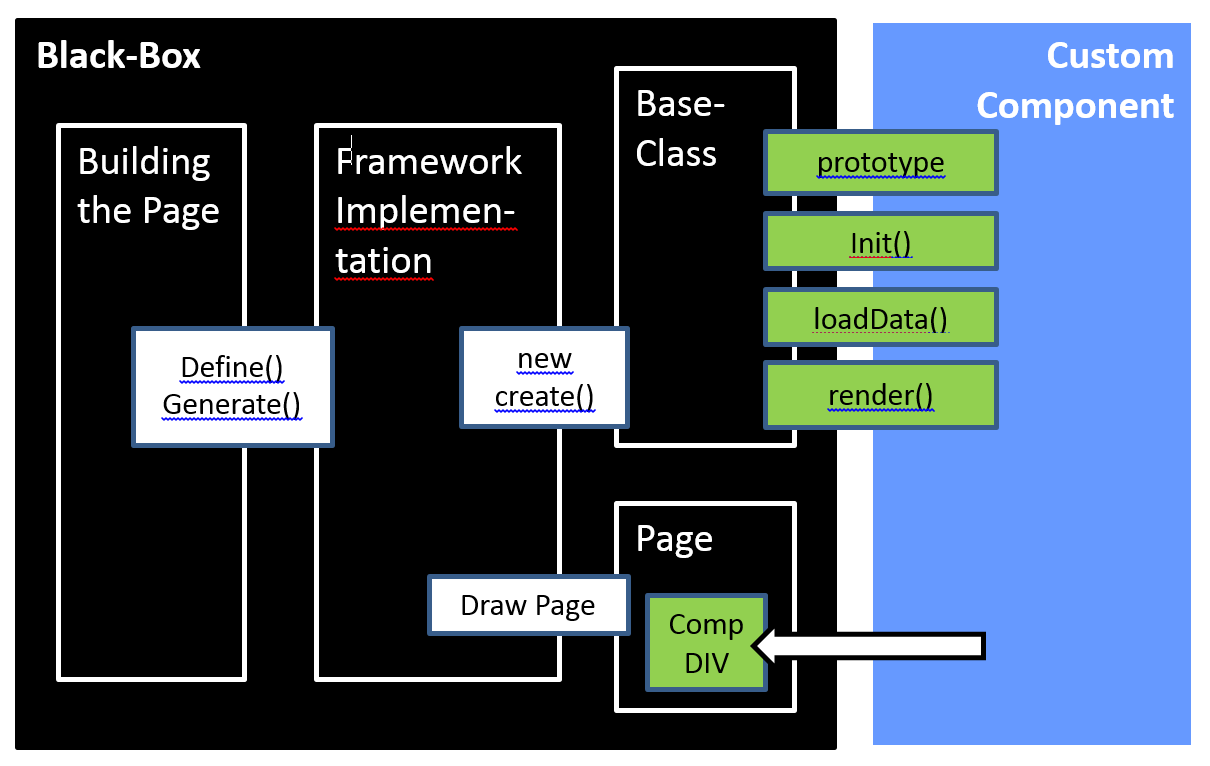 Black-Box
Building
the Page
Framework
Implemen-
tation
Base-
Class
Custom
Component
prototype
Init()
loadData()
render()
Define()
Generate()
new
create()
Page
Draw Page
Comp
DIV